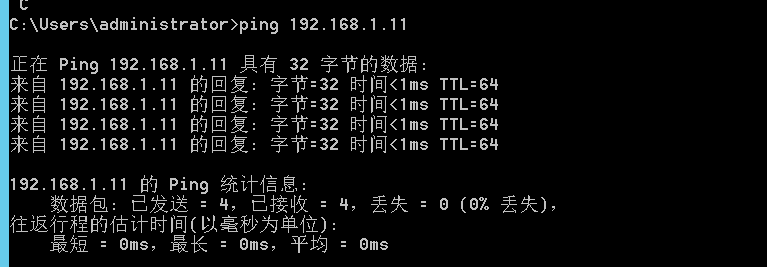 C
C:\Users\administrator>ping 192.168.1.11
正在 Ping 192.168.1.11 具有 32 字节的数据:
来自 192.168.1.11 的回复: 字节=32 时间<1ms TTL=64
来自 192.168.1.11 的回复: 字节=32 时间<1ms TTL=64
来自 192.168.1.11 的回复: 字节=32 时间<1ms TTL=64
来自 192.168.1.11 的回复: 字节=32 时间<1ms TTL=64
192.168.1.11 的 Ping 统计信息:
数据包: 已发送 = 4，已接收 = 4，丢失 = 0 (0% 丢失)，
往返行程的估计时间(以毫秒为单位):
最短 = 0ms，最长 = 0ms，平均 = 0ms